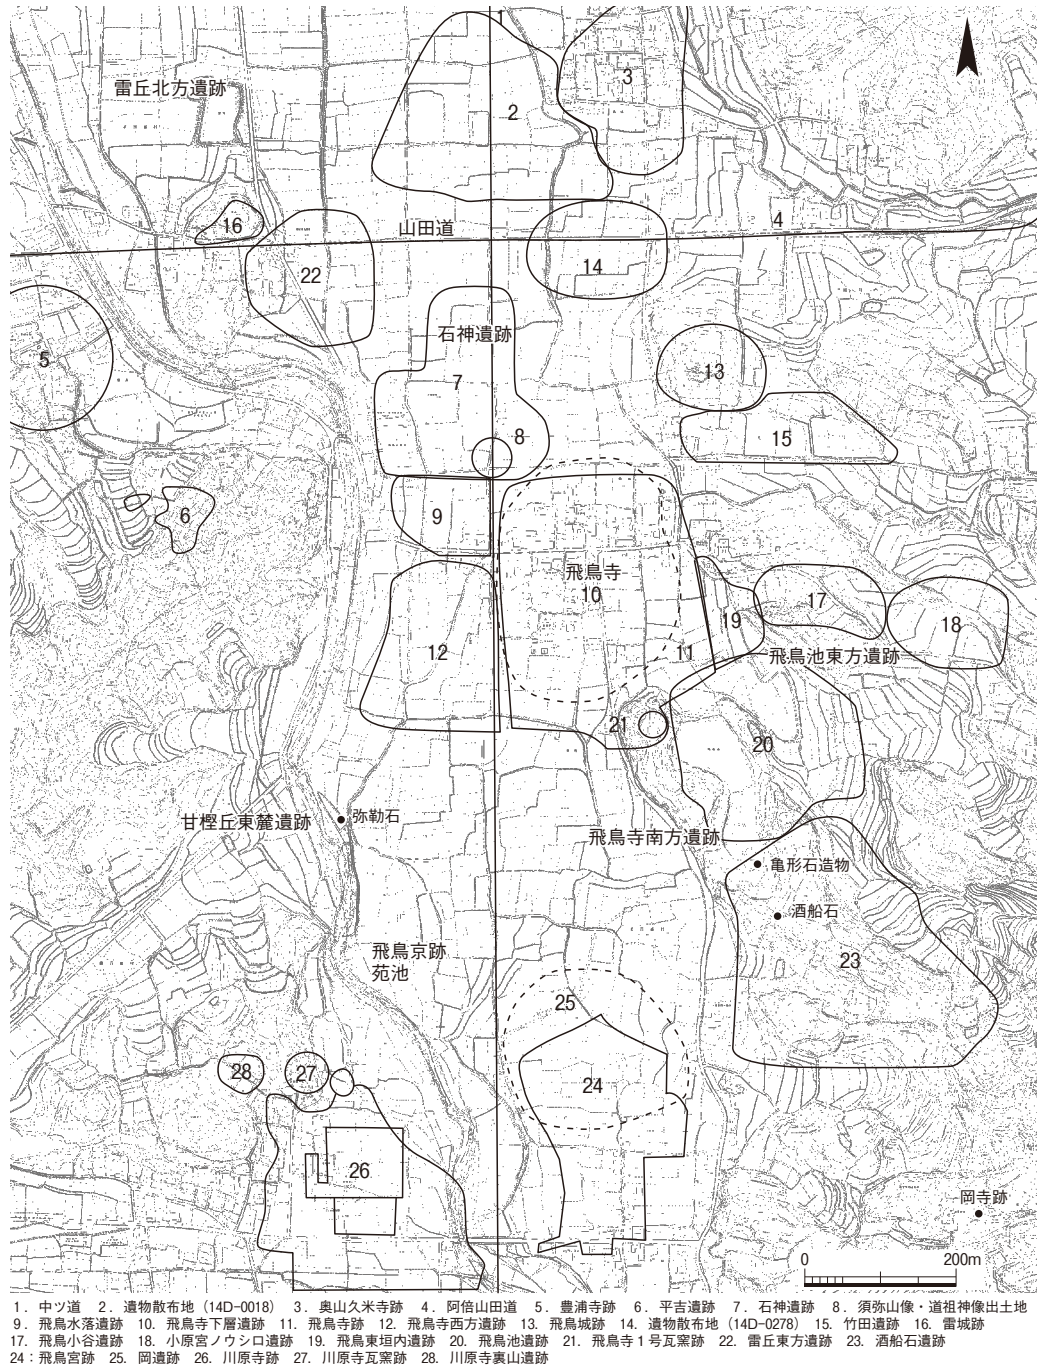 1
3
雷丘北方遺跡
2
16
山田道
4
22
14
石神遺跡
5
13
7
8
15
6
9
飛鳥寺
10
17
19
18
12
11
飛鳥池東方遺跡
21
20
甘樫丘東麓遺跡
弥勒石
飛鳥寺南方遺跡
亀形石造物
酒船石
飛鳥京跡
苑池
23
25
28
27
24
26
岡寺跡
0
200m
1. 中ツ道 2. 遺物散布地 (14D-0018) 3. 奥山久米寺跡 4. 阿倍山田道 5. 豊浦寺跡 6. 平吉遺跡 7. 石神遺跡 8. 須弥山像・道祖神像出土地
9. 飛鳥水落遺跡 10. 飛鳥寺下層遺跡 11. 飛鳥寺跡 12. 飛鳥寺西方遺跡 13. 飛鳥城跡 14. 遺物散布地 (14D-0278) 15. 竹田遺跡 16. 雷城跡
17. 飛鳥小谷遺跡 18. 小原宮ノウシロ遺跡 19. 飛鳥東垣内遺跡 20. 飛鳥池遺跡 21. 飛鳥寺1号瓦窯跡 22. 雷丘東方遺跡 23. 酒船石遺跡
24：飛鳥宮跡 25. 岡遺跡 26. 川原寺跡 27. 川原寺瓦窯跡 28. 川原寺裏山遺跡